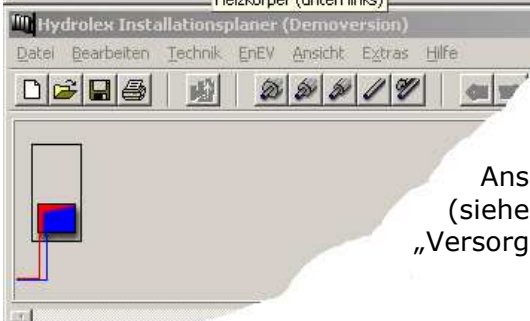 Heizkörper (unten links)
Hydrolex Installationsplaner (Demoversion)
Datei Bearbeiten Technik EnEV Ansicht Extras Hilfe
Ans
(siehe
„Versorg